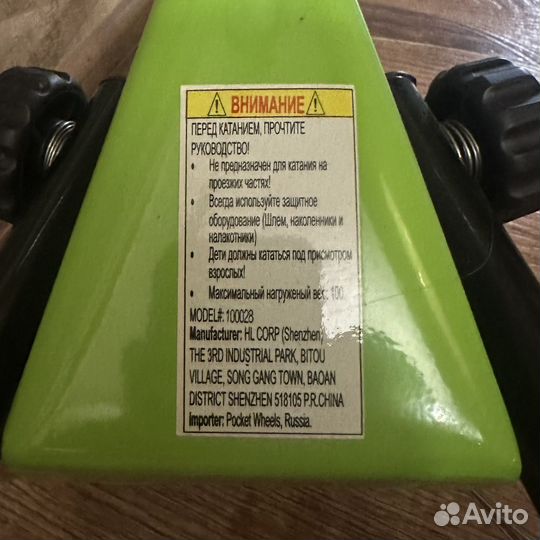 ВНИМАНИЕ
ПЕРЕД КАТАНИЕМ, ПРОЧТИТЕ
РУКОВОДСТВО!
• Не предназначен для катания на
проезжих частях!
• Всегда используйте защитное
оборудование (Шлем, наколенники и
налакотники)
• Дети должны кататься под присмотром
взрослых!
• Максимальный нагруженый вес: 100
MODEL#: 100028
Manufacturer: HL CORP (Shenzhen)
THE 3RD INDUSTRIAL PARK, BITOU
VILLAGE, SONG GANG TOWN, BAOAN
DISTRICT SHENZHEN 518105 P.R.CHINA
Importer: Pocket Wheels, Russia.
Avito